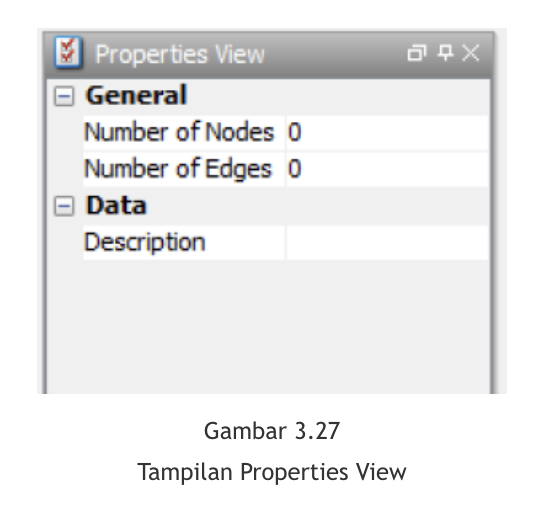 Properties View
General
Number of Nodes 0
Number of Edges 0
Data
Description
Gambar 3.27
Tampilan Properties View